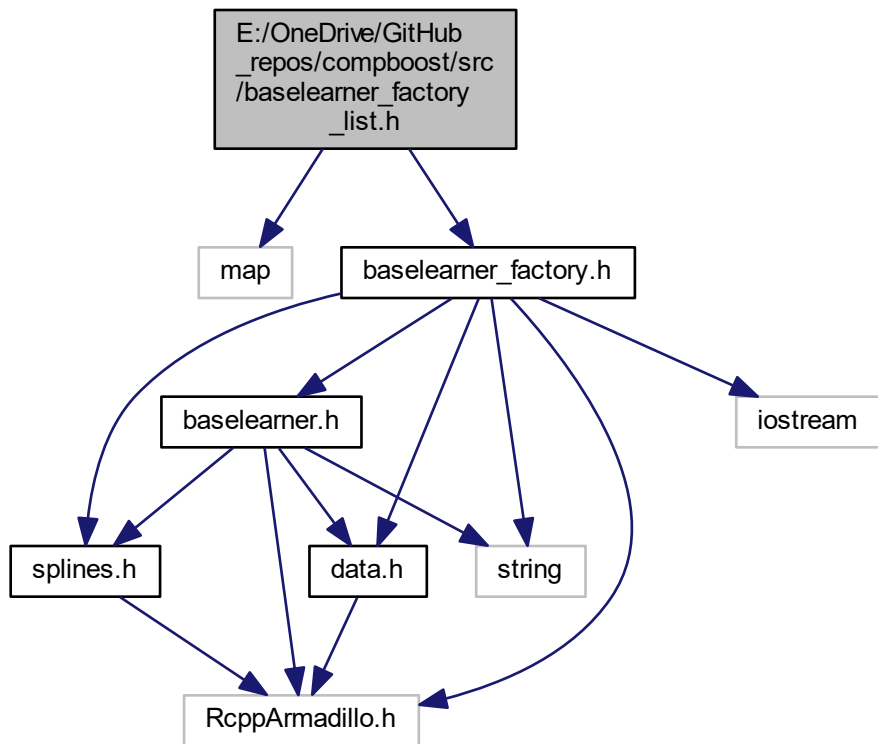 E:/OneDrive/GitHub
_repos/compboost/src
/baselearner_factory
_list.h
map
baselearner_factory.h
baselearner.h
iostream
splines.h
data.h
string
RcppArmadillo.h